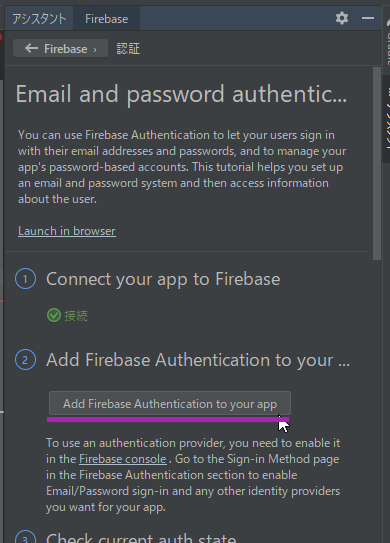 アシスタント Firebase
← Firebase › 認証
Email and password authentic...
You can use Firebase Authentication to let your users sign in
with their email addresses and passwords, and to manage your
app's password-based accounts. This tutorial helps you set up
an email and password system and then access information
about the user.
Launch in browser
1 Connect your app to Firebase
接続
2 Add Firebase Authentication to your ...
Add Firebase Authentication to your app
To use an authentication provider, you need to enable it
in the Firebase console . Go to the Sign-in Method page
in the Firebase Authentication section to enable
Email/Password sign-in and any other identity providers
you want for your app.
3 Check current auth state